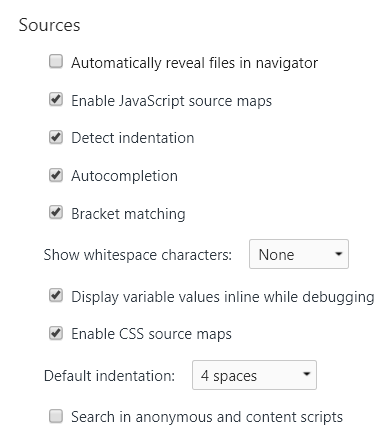 Sources
Automatically reveal files in navigator
Enable JavaScript source maps
Detect indentation
Autocompletion
Bracket matching
Show whitespace characters: None
Display variable values inline while debugging
Enable CSS source maps
Default indentation: 4 spaces
Search in anonymous and content scripts